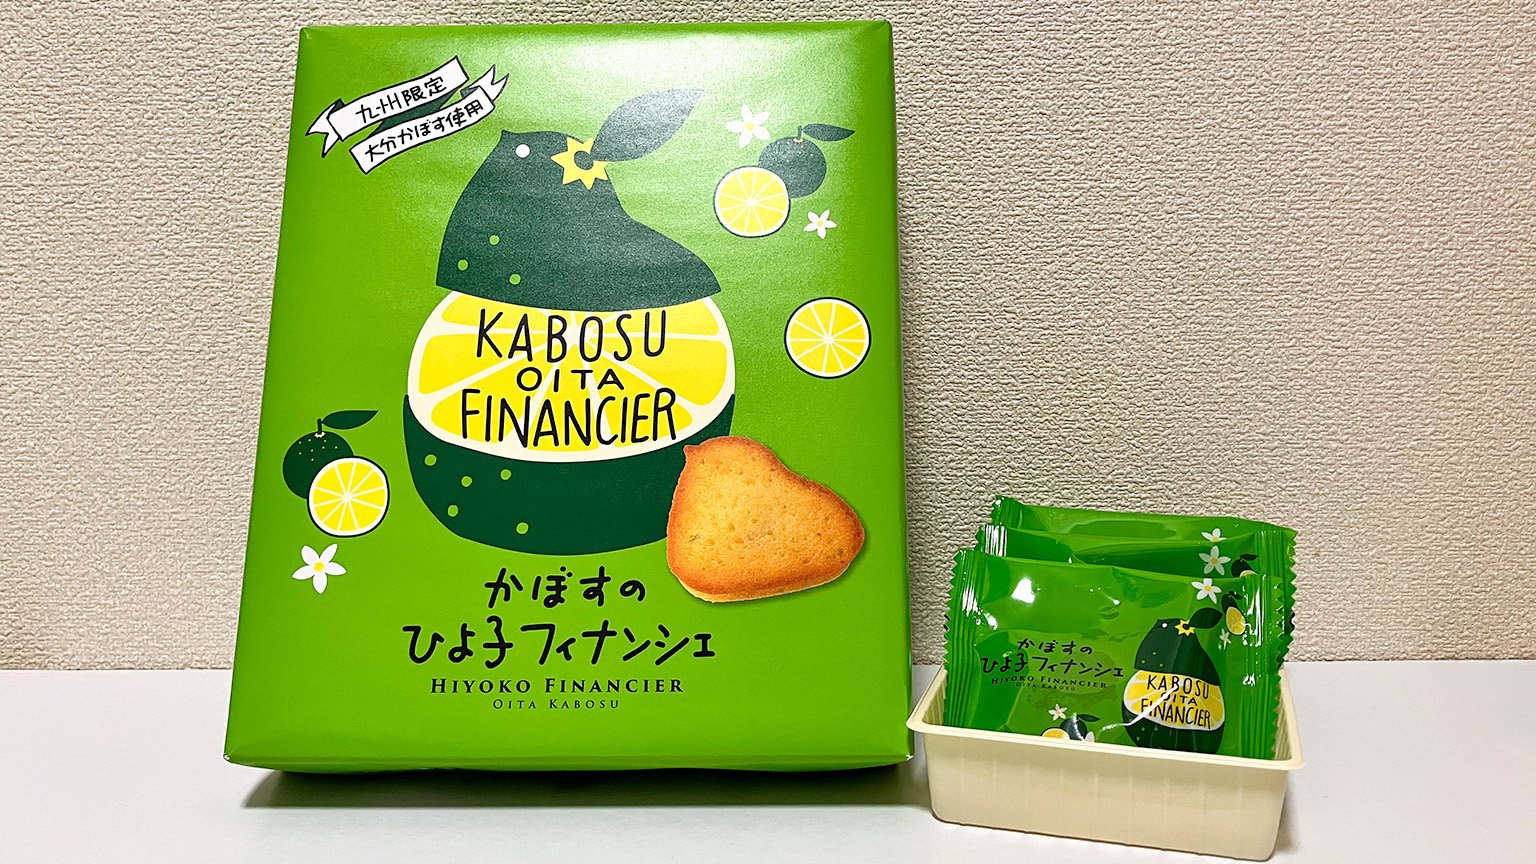 九州限定
大分かぼす使用
KABOSU
OITA
FINANCIER
かぼすの
ひよ子フィナンシェ
HIYOKO FINANCIER
OITA KABOSU
かぼすの
ひよ子フィナンシェ
HIYOKO FINANCIER
OITA KABOSU
KABOSU
OITA
FINANCIER